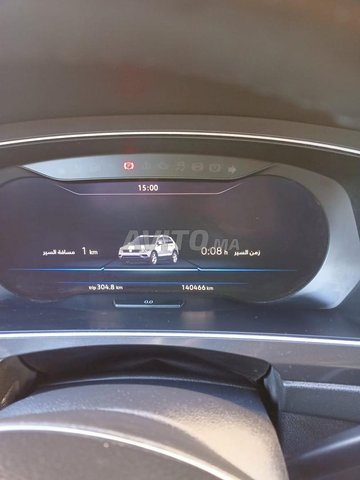 15:00
مسافة السير 1 km
زمن السير 0:08 h
AVITO.MA
trip 304.8 km 140466 km